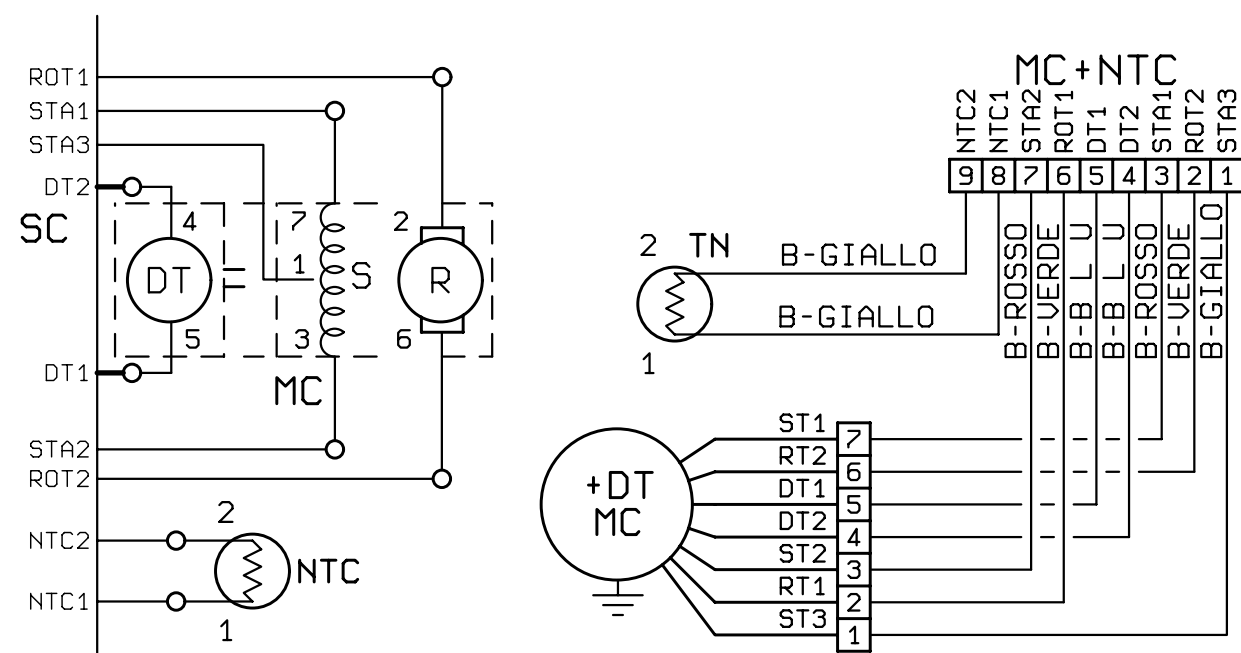 ROT1
STA1
STA3
DT2
SC
4
DT
5
T
7
1
S
3
2
R
6
DT1
MC
STA2
ROT2
NTC2
2
NTC
NTC1
1
MC+NTC
NTC2
NTC1
STA2
ROT1
DT1
DT2
STA1
ROT2
STA3
9 8 7 6 5 4 3 2 1
2 TN
B-GIALLO
B-GIALLO
1
B-ROSSO
B-VERDE
B-B L U
B-B L U
B-ROSSO
B-VERDE
B-GIALLO
+DT
MC
ST1 7
RT2 6
DT1 5
DT2 4
ST2 3
RT1 2
ST3 1